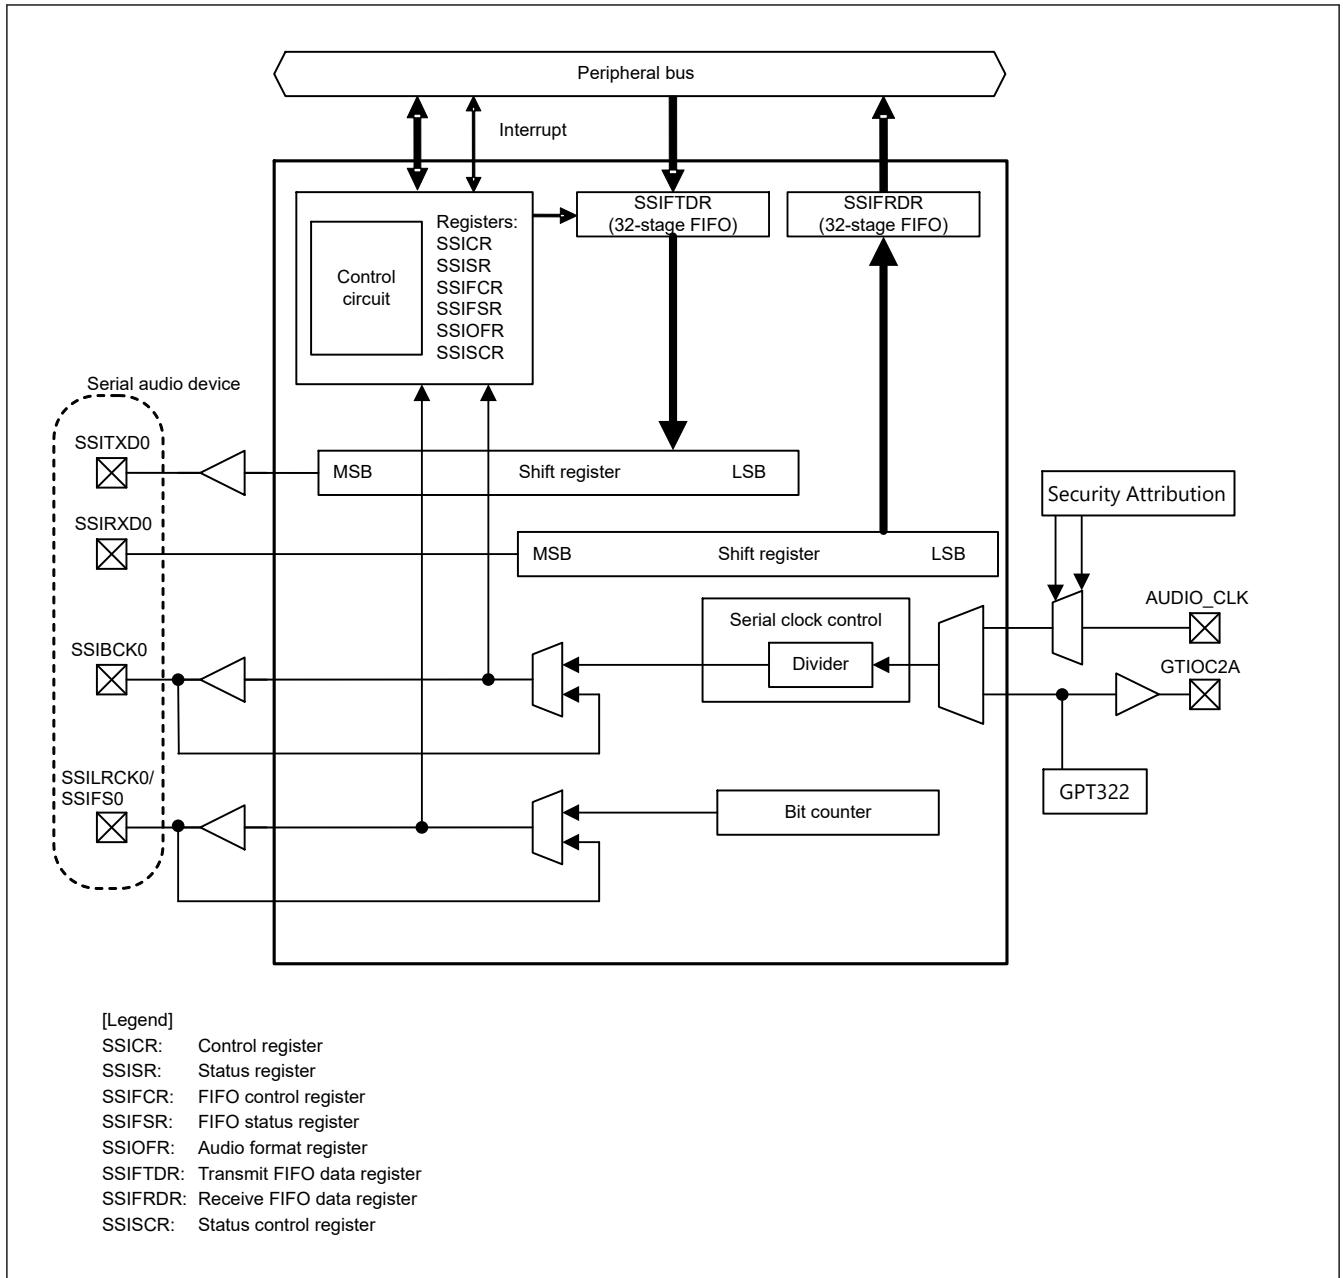 Peripheral bus
Interrupt
Registers:
SSICR
SSISR
SSIFCR
SSIFSR
SSIOFR
SSISCR
Control
circuit
SSIFTDR
(32-stage FIFO)
SSIFRDR
(32-stage FIFO)
Serial audio device
SSITXD0
MSB Shift register LSB
SSIRXD0
MSB Shift register LSB
Security Attribution
AUDIO_CLK
Serial clock control
Divider
SSIBCK0
GTIOC2A
GPT322
SSILRCK0/
SSIFS0
Bit counter
[Legend]
SSICR: Control register
SSISR: Status register
SSIFCR: FIFO control register
SSIFSR: FIFO status register
SSIOFR: Audio format register
SSIFTDR: Transmit FIFO data register
SSIFRDR: Receive FIFO data register
SSISCR: Status control register